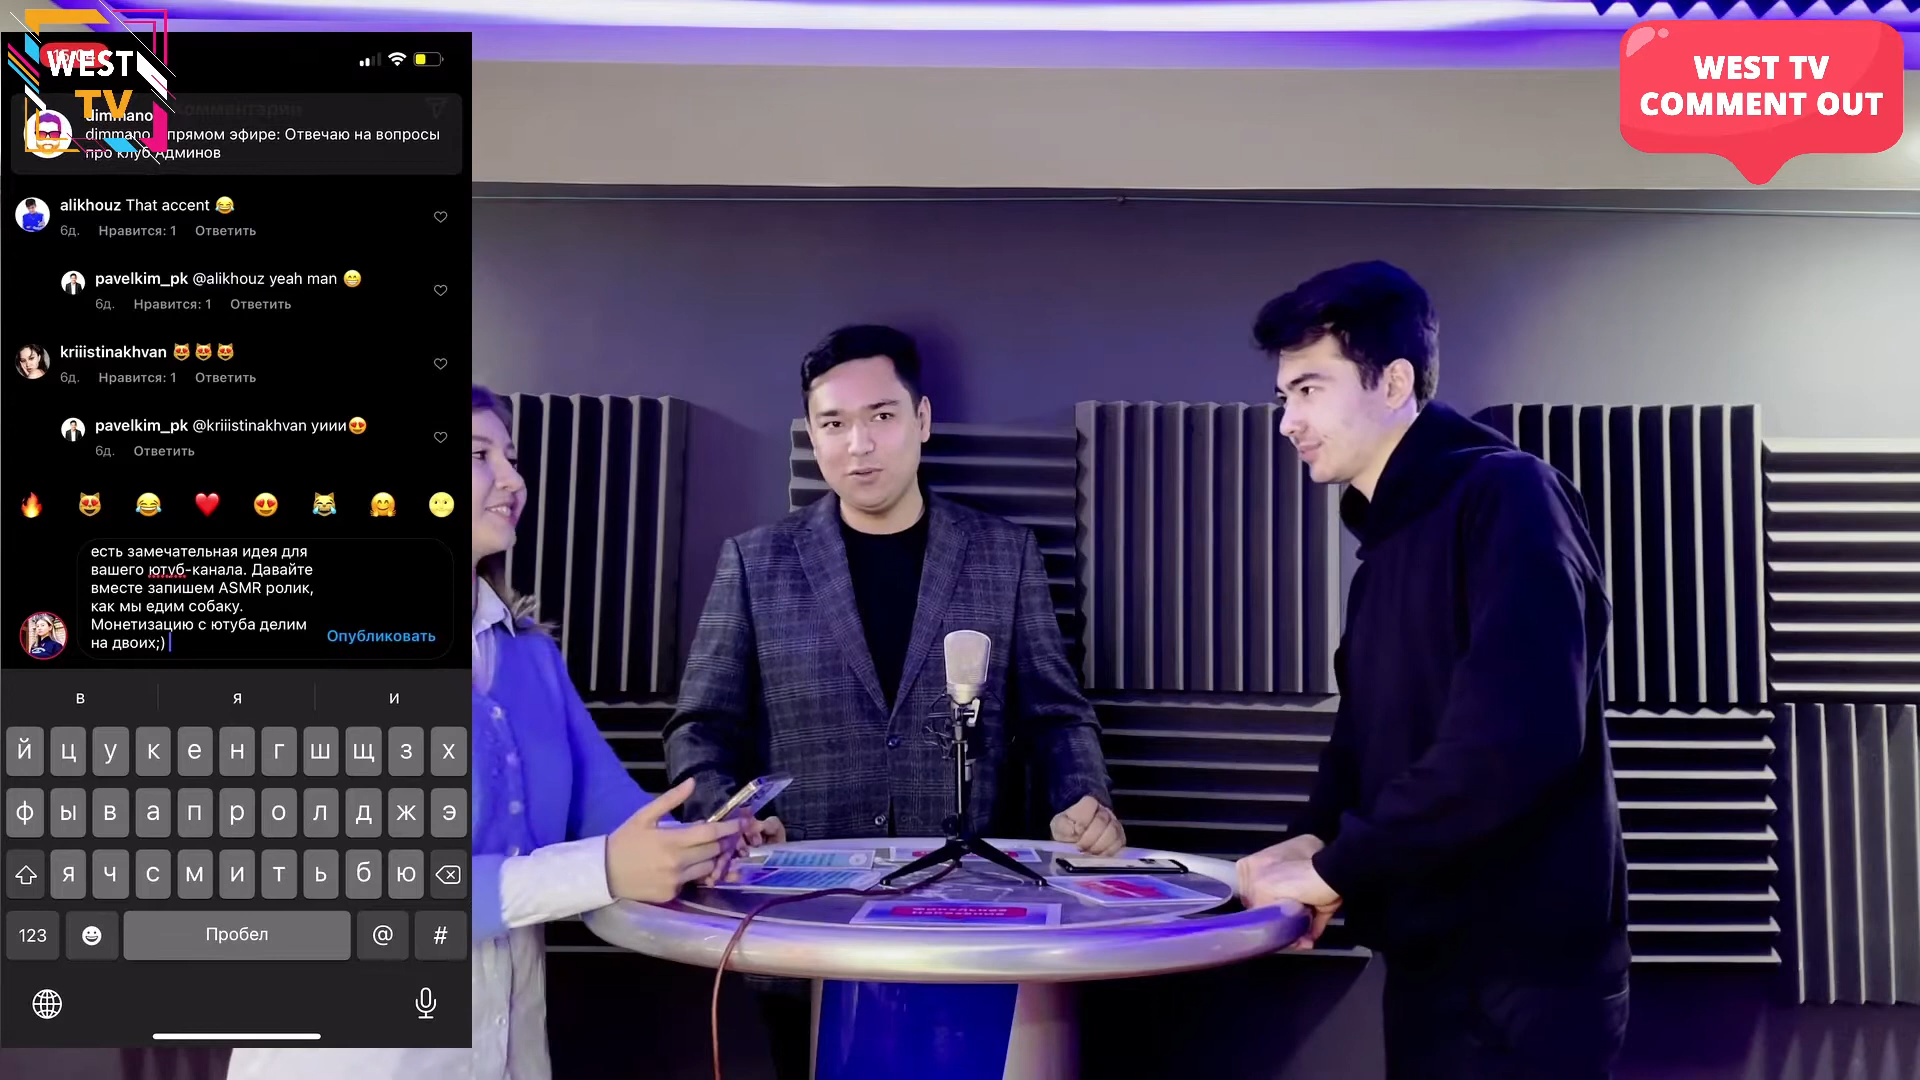 WEST
TV
WEST TV
COMMENT OUT
dimmano
dimmano прямом эфире: Отвечаю на вопросы
про клуб Админов
alikhouz That accent 😂
6д. Нравится: 1 Ответить
pavelkim_pk @alikhouz yeah man 😁
6д. Нравится: 1 Ответить
kriiistinakhvan 😻 😻 😻
6д. Нравится: 1 Ответить
pavelkim_pk @kriiistinakhvan уиии😍
6д. Ответить
есть замечательная идея для
вашего ютуб-канала. Давайте
вместе запишем ASMR ролик,
как мы едим собаку.
Монетизацию с ютуба делим
на двоих;)
Опубликовать
в я и
й ц у к е н г ш щ з х
ф ы в а п р о л д ж э
я ч с м и т ь б ю
123 Пробел @ #